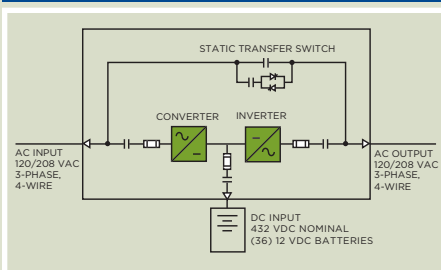 STATIC TRANSFER SWITCH
CONVERTER
INVERTER
AC INPUT
120/208 VAC
3-PHASE,
4-WIRE
AC OUTPUT
120/208 VAC
3-PHASE,
4-WIRE
DC INPUT
432 VDC NOMINAL
(36) 12 VDC BATTERIES